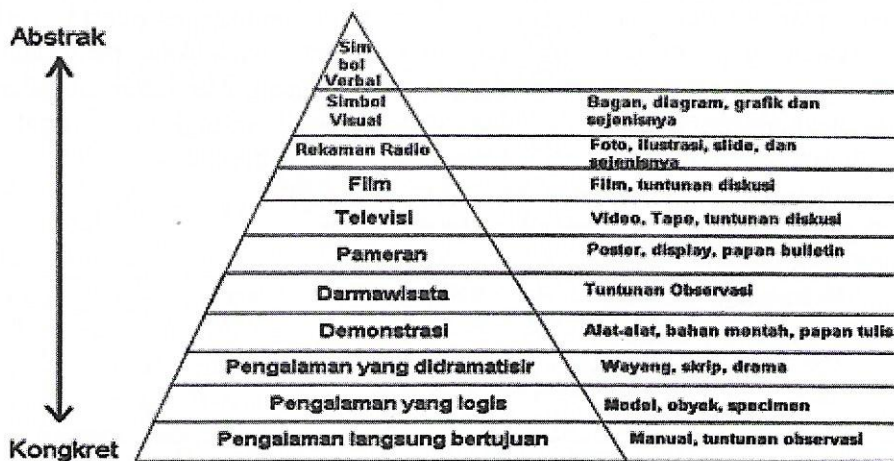 Abstrak
Sim
bol
Verbal
Simbol
Visual
Bagan, diagram, grafik dan
sejenisnya
Rekaman Radio
Foto, ilustrasi, slide, dan
sejenisnya
Film
Film, tuntunan diskusi
Televisi
Video, Tape, tuntunan diskusi
Pameran
Poster, display, papan bulletin
Darmawisata
Tuntunan Observasi
Demonstrasi
Alat-alat, bahan mentah, papan tulis
Pengalaman yang didramatisir
Wayang, skrip, drama
Pengalaman yang logis
Model, obyek, specimen
Kongkret
Pengalaman langsung bertujuan
Manual, tuntunan observasi